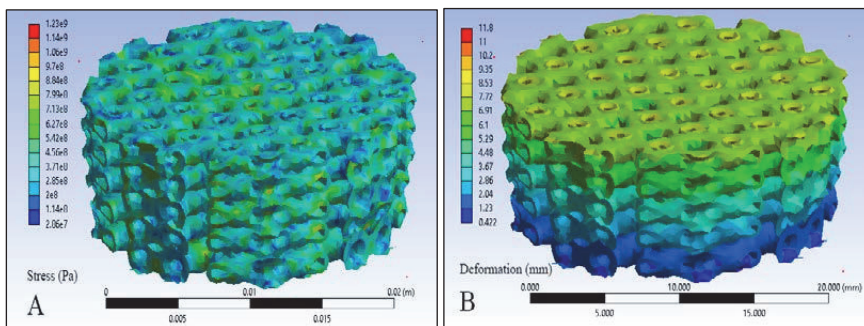 1.23e9
1.14e9
1.06e9
9.7e8
8.84e8
7.99e8
7.13e8
6.27e8
5.42e8
4.56e8
3.71e8
2.85e8
2e8
1.14e8
2.06e7
Stress (Pa)
A
0
0.01
0.02 (m)
0.005
0.015
11.8
11
10.2
9.35
8.53
7.72
6.91
6.1
5.29
4.48
3.67
2.86
2.04
1.23
0.422
Deformation (mm)
B
0.000
10.000
20.000
(mm)
5.000
15.000